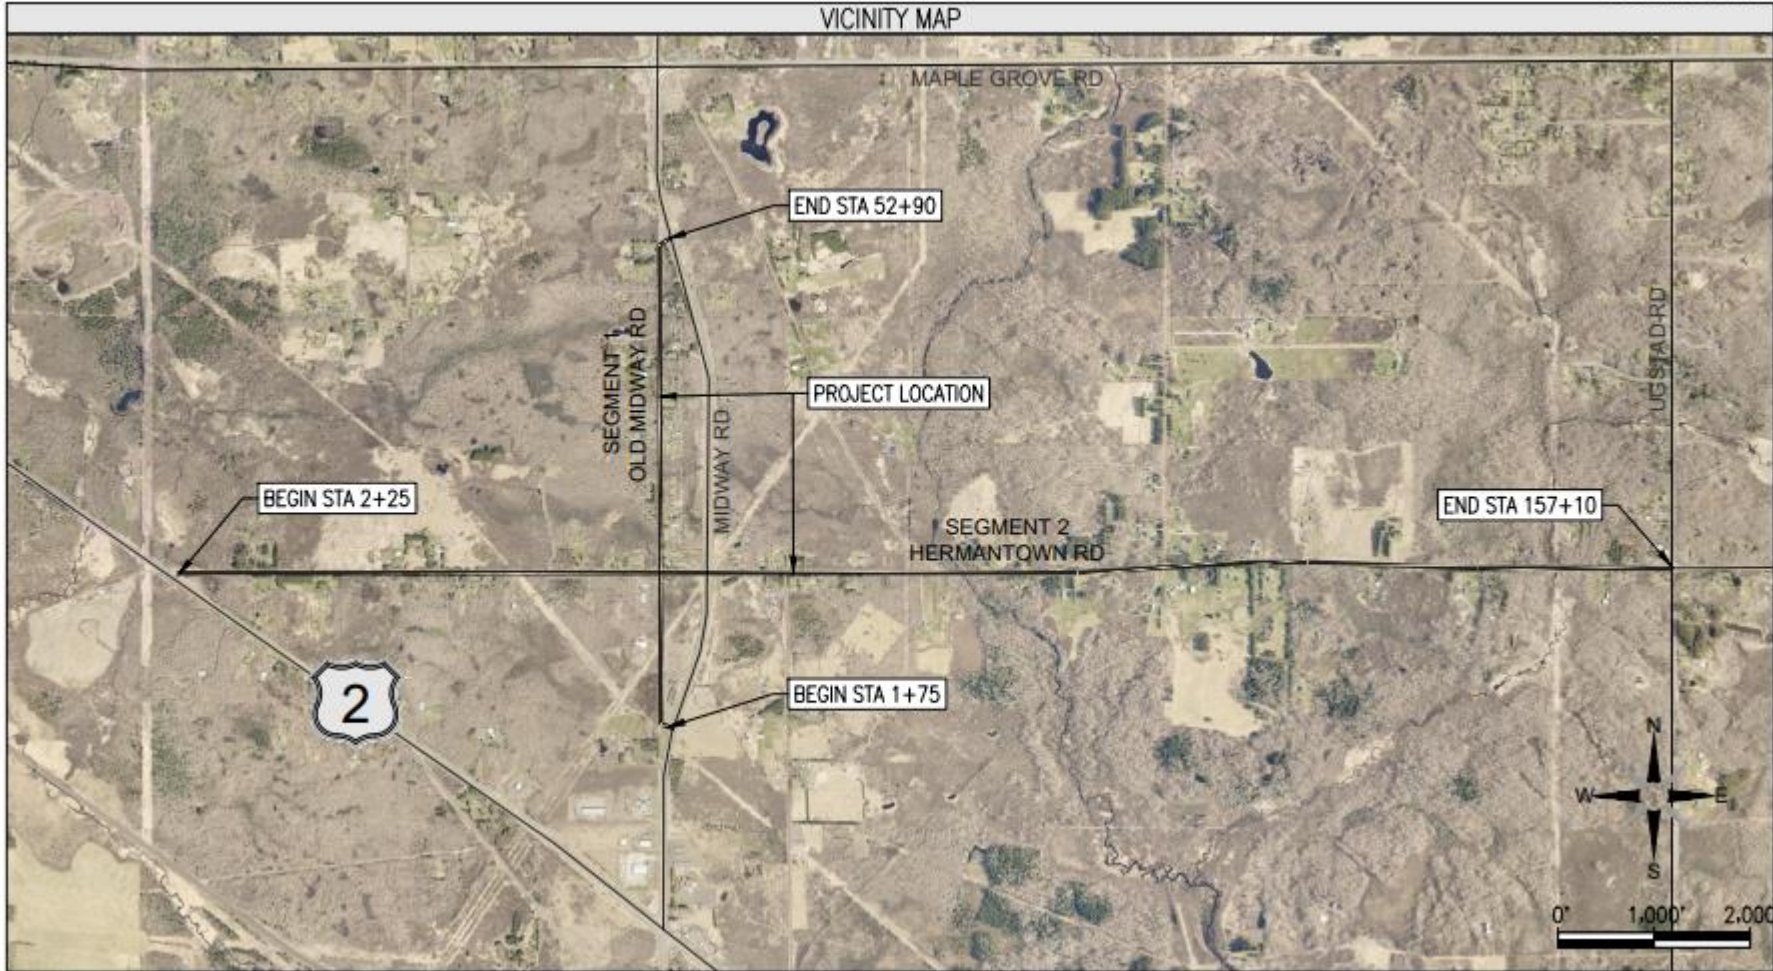 VICINITY MAP
MAPLE GROVE RD
END STA 52+90
SEGMENT 1
OLD MIDWAY RD
PROJECT LOCATION
MIDWAY RD
UGSTAD RD
BEGIN STA 2+25
END STA 157+10
SEGMENT 2
HERMANTOWN RD
2
BEGIN STA 1+75
N
W
E
S
0' 1,000' 2,000